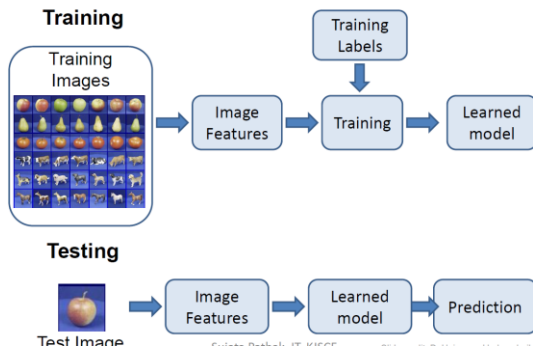 Training
Training
Images
Training
Labels
Image
Features
Training
Learned
model
Testing
Test Image
Image
Features
Learned
model
Prediction